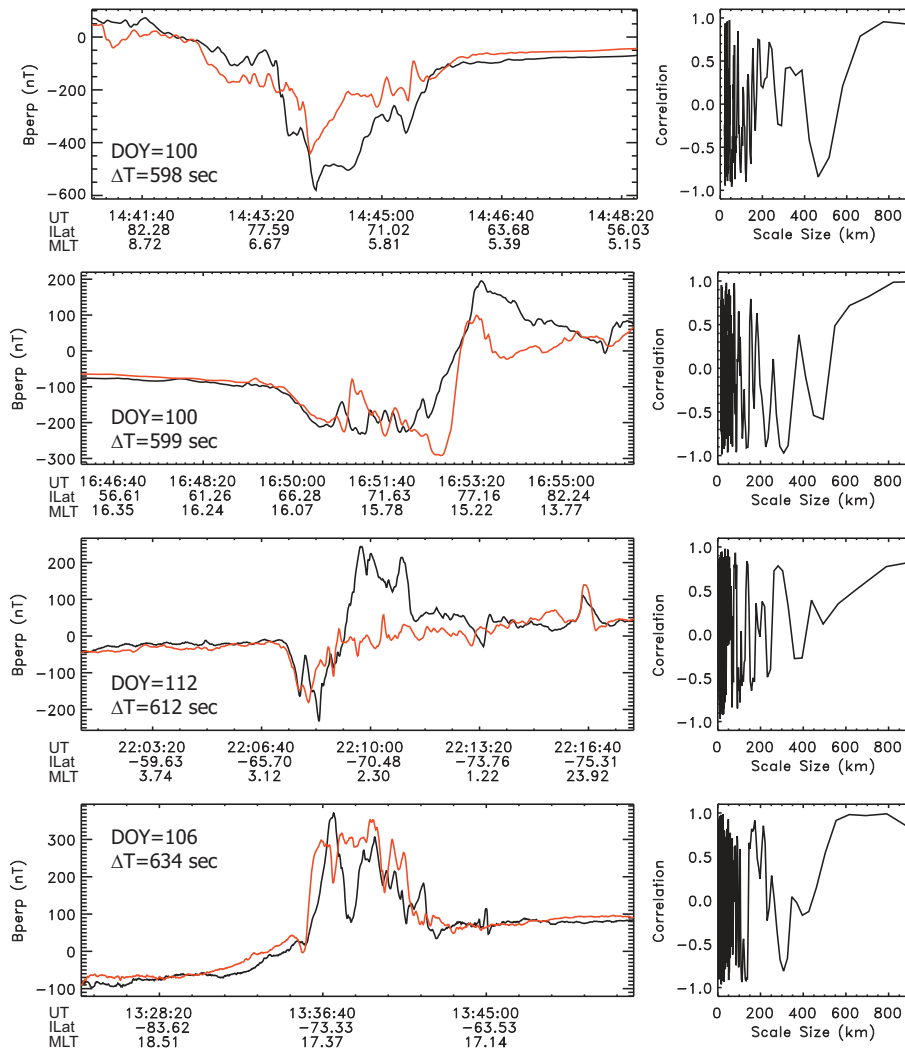 0
-200
-400
-600
Bperp (nT)
DOY=100
ΔT=598 sec
UT 14:41:40 14:43:20 14:45:00 14:46:40 14:48:20
ILat 82.28 77.59 71.02 63.68 56.03
MLT 8.72 6.67 5.81 5.39 5.15
1.0
0.5
0.0
-0.5
-1.0
Correlation
0 200 400 600 800
Scale Size (km)
200
100
0
-100
-200
-300
Bperp (nT)
DOY=100
ΔT=599 sec
UT 16:46:40 16:48:20 16:50:00 16:51:40 16:53:20 16:55:00
ILat 56.61 61.26 66.28 71.63 77.16 82.24
MLT 16.35 16.24 16.07 15.78 15.22 13.77
1.0
0.5
0.0
-0.5
-1.0
Correlation
0 200 400 600 800
Scale Size (km)
200
100
0
-100
-200
Bperp (nT)
DOY=112
ΔT=612 sec
UT 22:03:20 22:06:40 22:10:00 22:13:20 22:16:40
ILat -59.63 -65.70 -70.48 -73.76 -75.31
MLT 3.74 3.12 2.30 1.22 23.92
1.0
0.5
0.0
-0.5
-1.0
Correlation
0 200 400 600 800
Scale Size (km)
300
200
100
0
-100
Bperp (nT)
DOY=106
ΔT=634 sec
UT 13:28:20 13:36:40 13:45:00
ILat -83.62 -73.33 -63.53
MLT 18.51 17.37 17.14
1.0
0.5
0.0
-0.5
-1.0
Correlation
0 200 400 600 800
Scale Size (km)